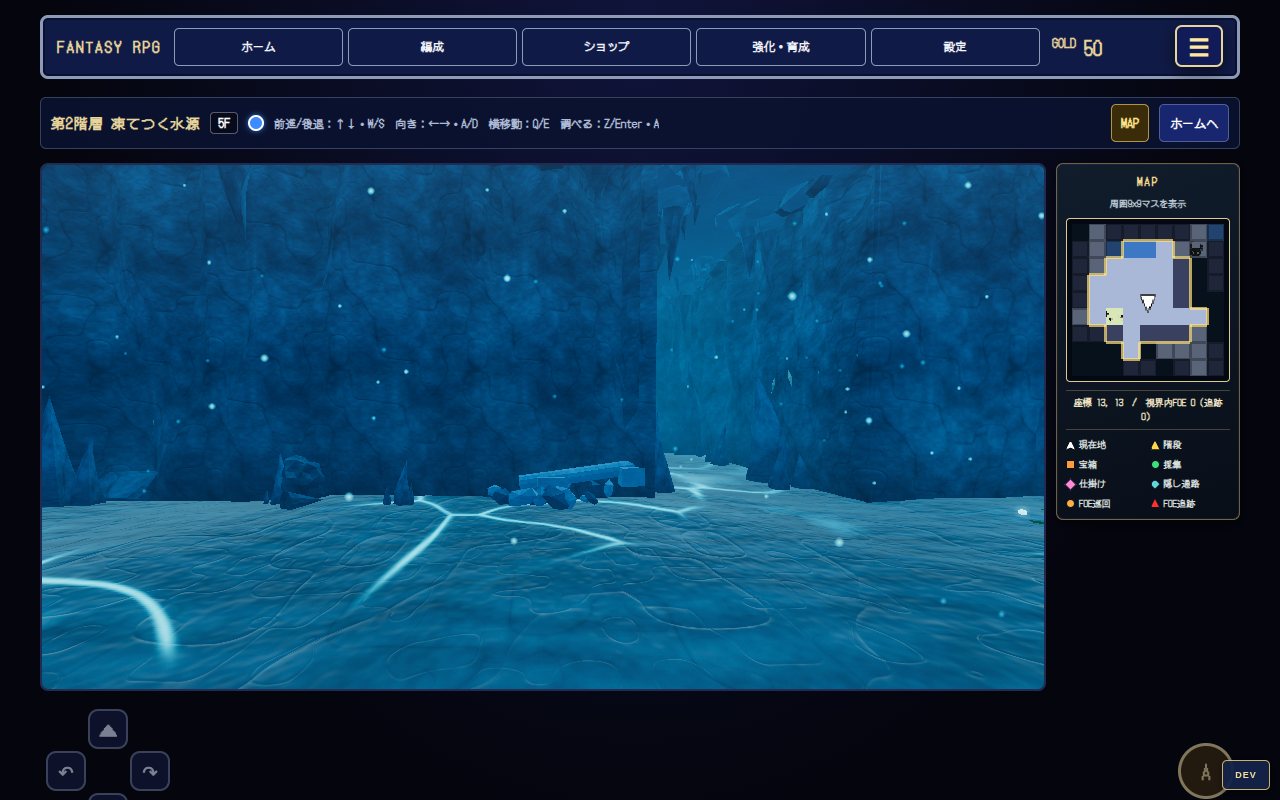 FANTASY RPG
ホーム
編成
ショップ
強化・育成
設定
GOLD 50
第2階層 凍てつく水源
5F
前進/後退：↑↓・W/S 向き：←→・A/D 横移動：Q/E 調べる：Z/Enter・A
MAP
ホームへ
MAP
周囲9x9マスを表示
座標 13, 13 / 視界内FOE 0（追跡
0）
現在地
階段
宝箱
採集
仕掛け
隠し通路
FOE巡回
FOE追跡
A
DEV